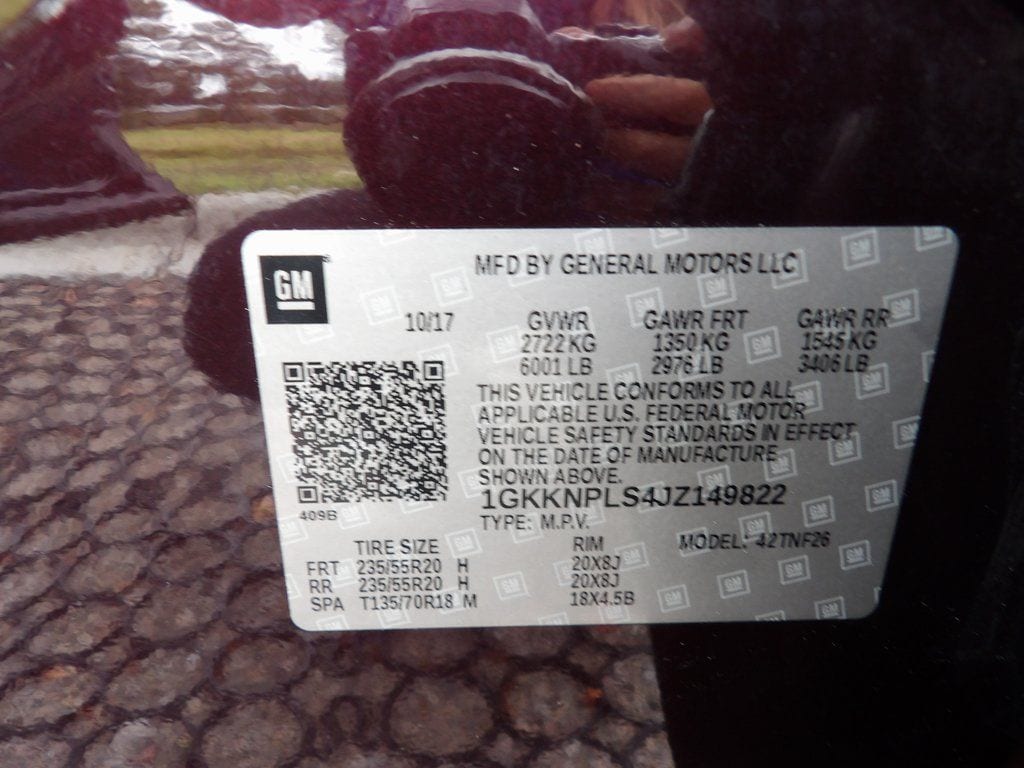 GM
MFD BY GENERAL MOTORS LLC
10/17 GVWR GAWR FRT GAWR RR
2722 KG 1350 KG 1545 KG
6001 LB 2976 LB 3406 LB
THIS VEHICLE CONFORMS TO ALL
APPLICABLE U.S. FEDERAL MOTOR
VEHICLE SAFETY STANDARDS IN EFFECT
ON THE DATE OF MANUFACTURE
SHOWN ABOVE.
1GKKNPLS4JZ149822
409B
TYPE: M.P.V.
TIRE SIZE RIM MODEL: 42TNF26
FRT 235/55R20 H 20X8J
RR 235/55R20 H 20X8J
SPA T135/70R18 M 18X4.5B